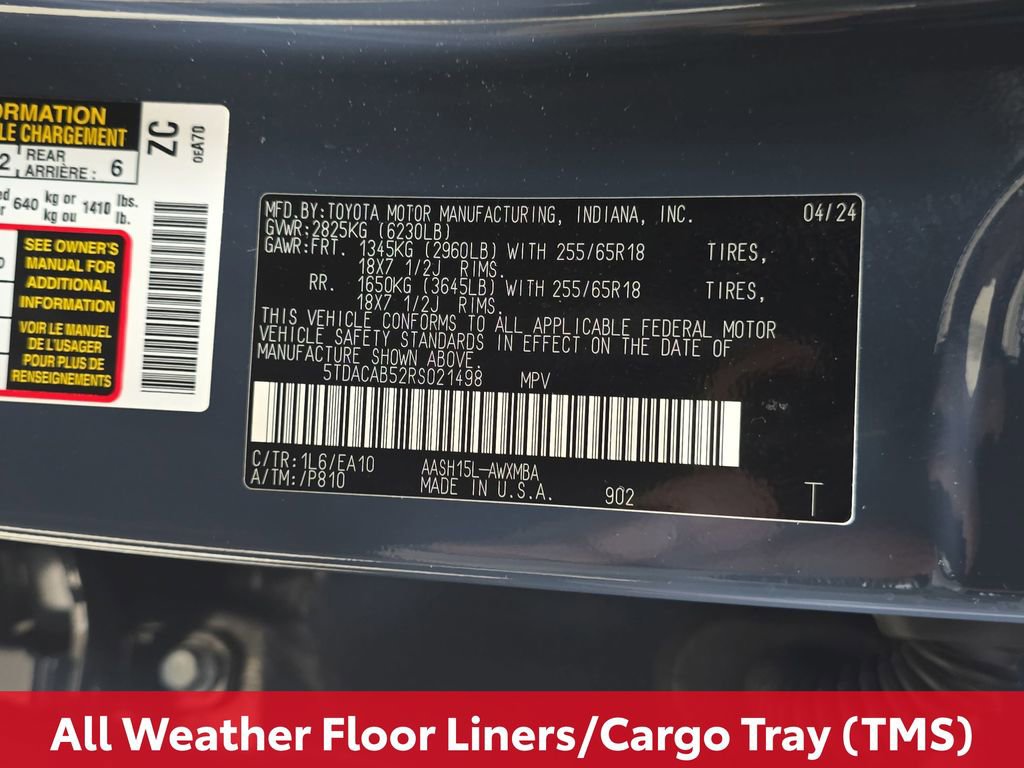 ORMATION
LE CHARGEMENT
2 REAR ARRIÈRE : 6
640 kg or kg ou 1410 lbs. lb.
SEE OWNER'S
MANUAL FOR
ADDITIONAL
INFORMATION
VOIR LE MANUEL
DE L'USAGER
POUR PLUS DE
RENSEIGNEMENTS
ZC
0EA70
MFD.BY:TOYOTA MOTOR MANUFACTURING, INDIANA, INC. 04/24
GVWR:2825KG (6230LB)
GAWR:FRT. 1345KG (2960LB) WITH 255/65R18 TIRES,
18X7 1/2J RIMS.
RR. 1650KG (3645LB) WITH 255/65R18 TIRES,
18X7 1/2J RIMS.
THIS VEHICLE CONFORMS TO ALL APPLICABLE FEDERAL MOTOR
VEHICLE SAFETY STANDARDS IN EFFECT ON THE DATE OF
MANUFACTURE SHOWN ABOVE.
5TDACAB52RS021498 MPV
C/TR:1L6/EA10 AASH15L-AWXMBA
A/TM:/P810 MADE IN U.S.A. 902 T
All Weather Floor Liners/Cargo Tray (TMS)